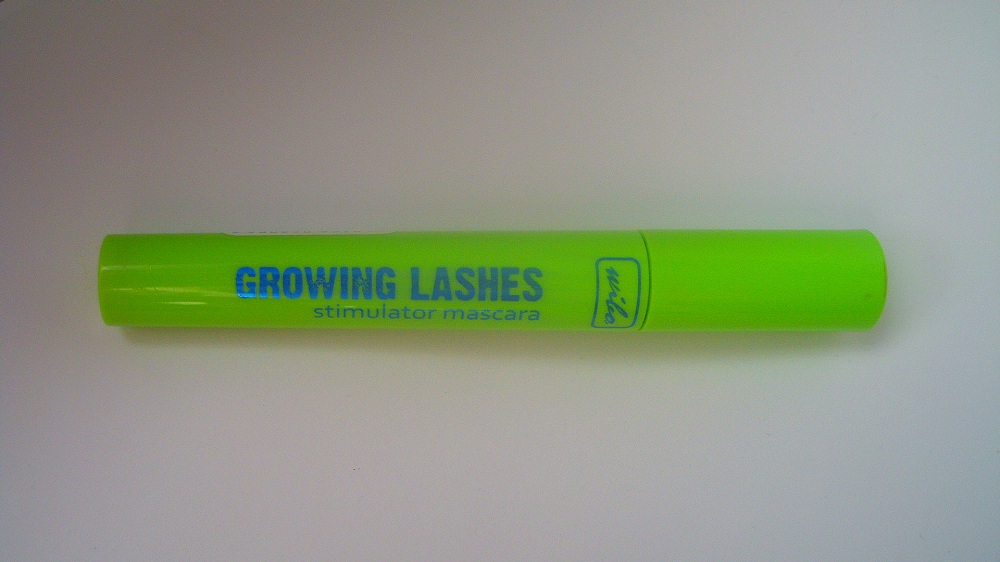 GROWING LASHES
stimulator mascara
wibo